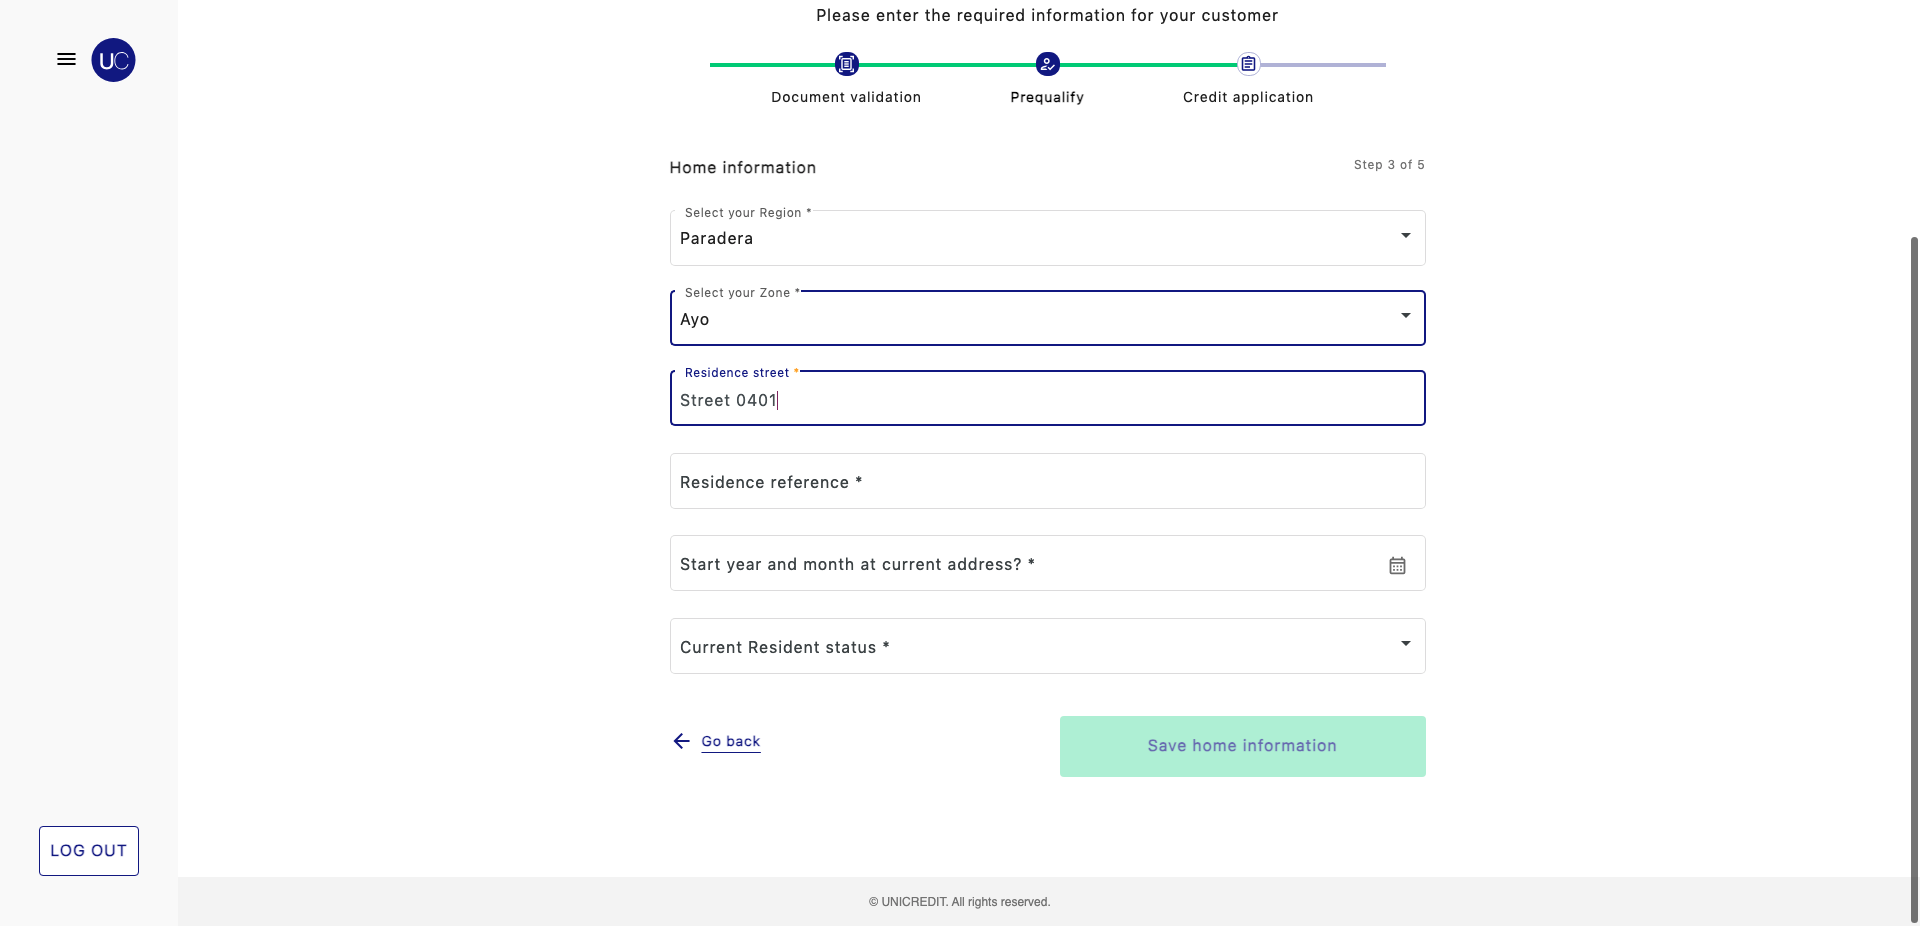 Please enter the required information for your customer
UC
Document validation
Prequalify
Credit application
Home information
Step 3 of 5
Select your Region *
Paradera
Select your Zone *
Ayo
Residence street *
Street 0401
Residence reference *
Start year and month at current address? *
Current Resident status *
Go back
Save home information
LOG OUT
© UNICREDIT. All rights reserved.